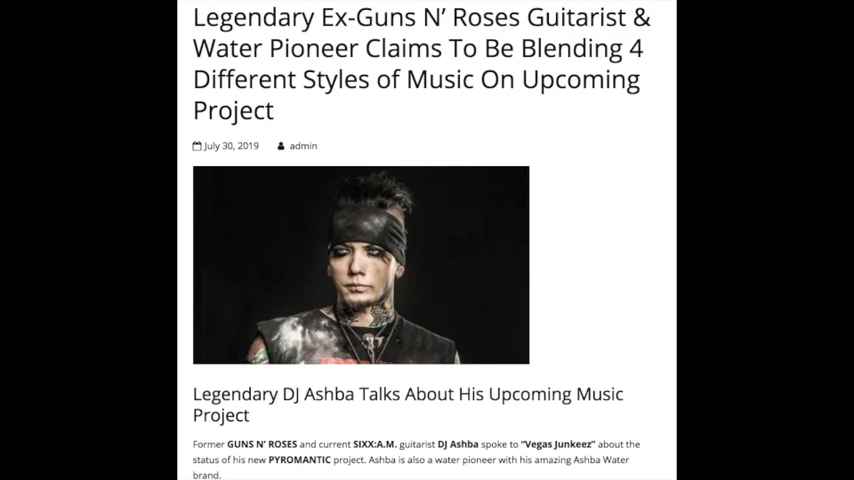 Legendary Ex-Guns N’ Roses Guitarist &
Water Pioneer Claims To Be Blending 4
Different Styles of Music On Upcoming
Project
July 30, 2019 admin
Legendary DJ Ashba Talks About His Upcoming Music
Project
Former GUNS N’ ROSES and current SIXX:A.M. guitarist DJ Ashba spoke to “Vegas Junkeez” about the
status of his new PYROMANTIC project. Ashba is also a water pioneer with his amazing Ashba Water
brand.